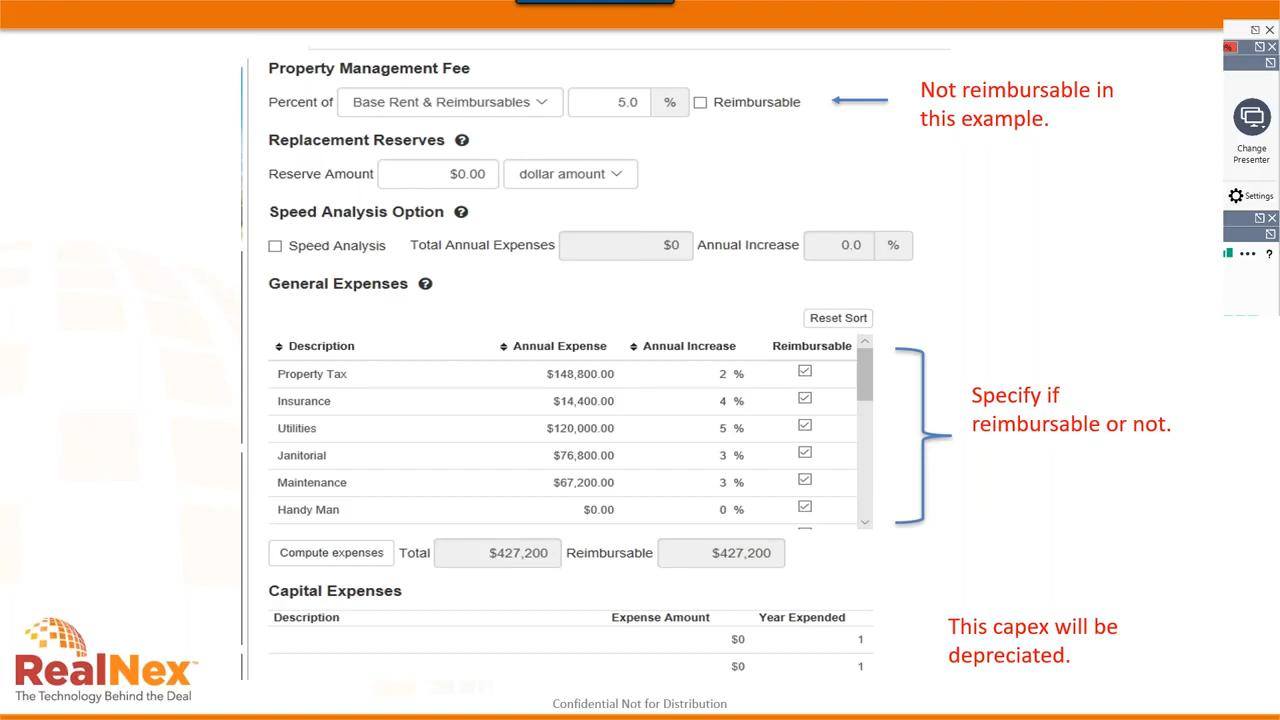 Property Management Fee
Percent of Base Rent & Reimbursables 5.0 % Reimbursable
Not reimbursable in
this example.
Replacement Reserves ?
Reserve Amount $0.00 dollar amount
Speed Analysis Option ?
Speed Analysis Total Annual Expenses $0 Annual Increase 0.0 %
General Expenses ?
Reset Sort
Description Annual Expense Annual Increase Reimbursable
Property Tax $148,800.00 2 %
Insurance $14,400.00 4 %
Utilities $120,000.00 5 %
Janitorial $76,800.00 3 %
Maintenance $67,200.00 3 %
Handy Man $0.00 0 %
Specify if
reimbursable or not.
Compute expenses Total $427,200 Reimbursable $427,200
Capital Expenses
Description Expense Amount Year Expended
$0 1
$0 1
This capex will be
depreciated.
RealNex
The Technology Behind the Deal
Confidential Not for Distribution
%
Change
Presenter
Settings
?